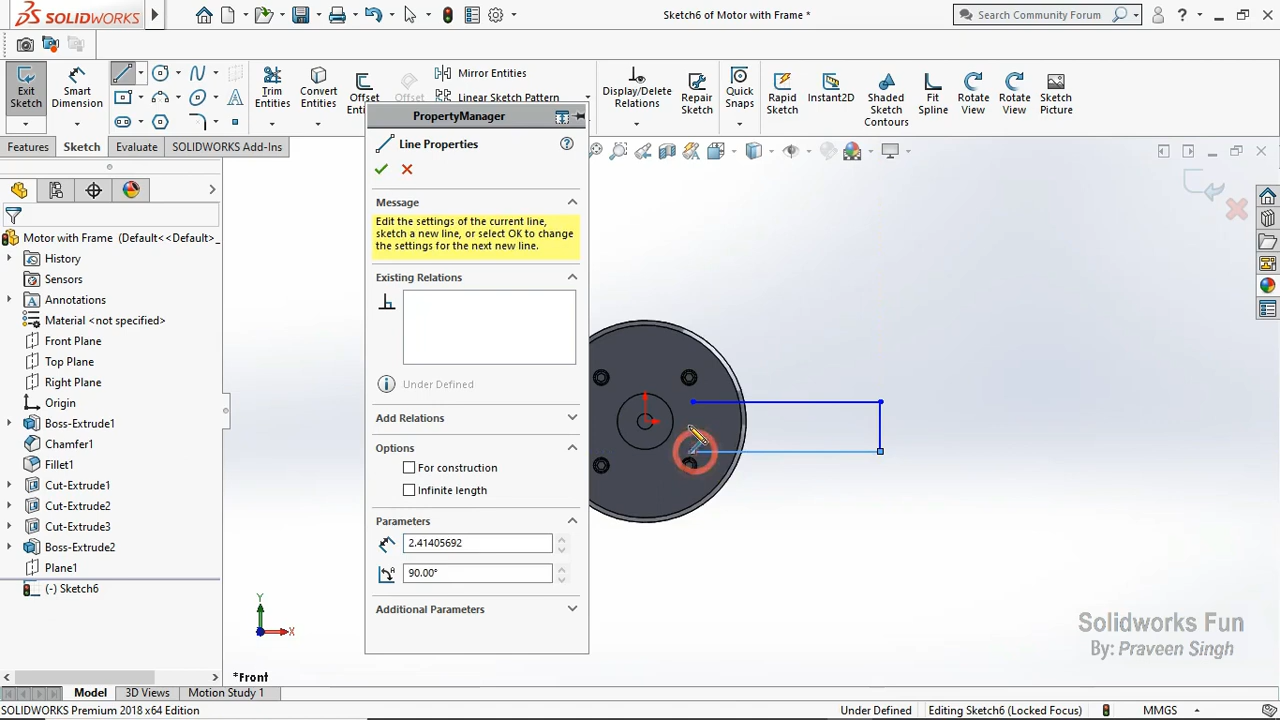 SOLIDWORKS
Sketch6 of Motor with Frame *
Search Community Forum
?
Exit Sketch
Smart Dimension
Trim Entities
Convert Entities
Offset
Offset
Mirror Entities
Linear Sketch Pattern
Display/Delete Relations
Repair Sketch
Quick Snaps
Rapid Sketch
Instant2D
Shaded Sketch Contours
Fit Spline
Rotate View
Rotate View
Sketch Picture
Features
Sketch
Evaluate
SOLIDWORKS Add-Ins
PropertyManager
Line Properties
Message
Edit the settings of the current line,
sketch a new line, or select OK to change
the settings for the next new line.
Existing Relations
Under Defined
Add Relations
Options
For construction
Infinite length
Parameters
2.41405692
90.00°
Additional Parameters
Motor with Frame (Default<<Default>_
History
Sensors
Annotations
Material <not specified>
Front Plane
Top Plane
Right Plane
Origin
Boss-Extrude1
Chamfer1
Fillet1
Cut-Extrude1
Cut-Extrude2
Cut-Extrude3
Boss-Extrude2
Plane1
(-) Sketch6
Y
X
*Front
Solidworks Fun
By: Praveen Singh
Model
3D Views
Motion Study 1
SOLIDWORKS Premium 2018 x64 Edition
Under Defined
Editing Sketch6 (Locked Focus)
MMGS